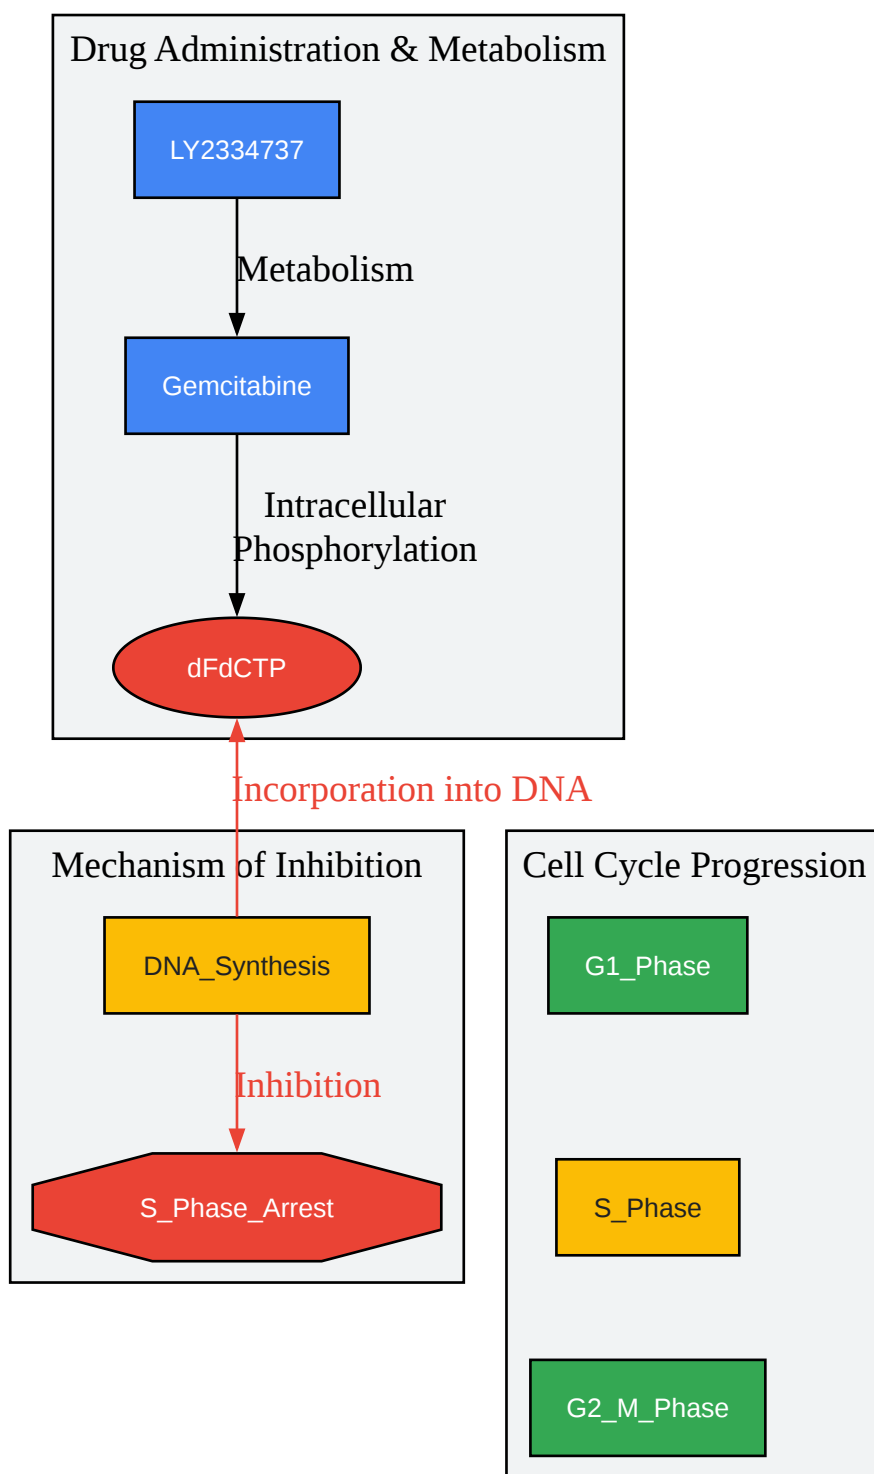 Drug Administration & Metabolism
LY2334737
Metabolism
Gemcitabine
Intracellular
Phosphorylation
dFdCTP
Incorporation into DNA
Mechanism of Inhibition
DNA_Synthesis
Inhibition
S_Phase_Arrest
Cell Cycle Progression
G1_Phase
S_Phase
G2_M_Phase